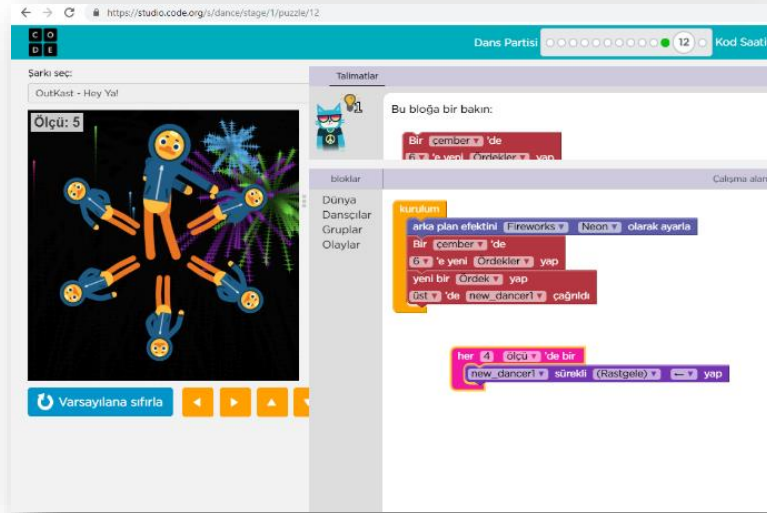 https://studio.code.org/s/dance/stage/1/puzzle/12
C O
D E
Dans Partisi
12
Kod Saati
Şarkı seç:
OutKast - Hey Ya!
Ölçü: 5
Varsayılana sıfırla
Talimatlar
1
Bu bloğa bir bakın:
Bir çember 'de
6 'e yeni Ördekler yap
bloklar
Çalışma alan
Dünya
Dansçılar
Gruplar
Olaylar
kurulum
arka plan efektini Fireworks Neon olarak ayarla
Bir çember 'de
6 'e yeni Ördekler yap
yeni bir Ördek yap
üst 'de new_dancer1 çağrıldı
her 4 ölçü 'de bir
new_dancer1 sürekli (Rastgele) ← yap